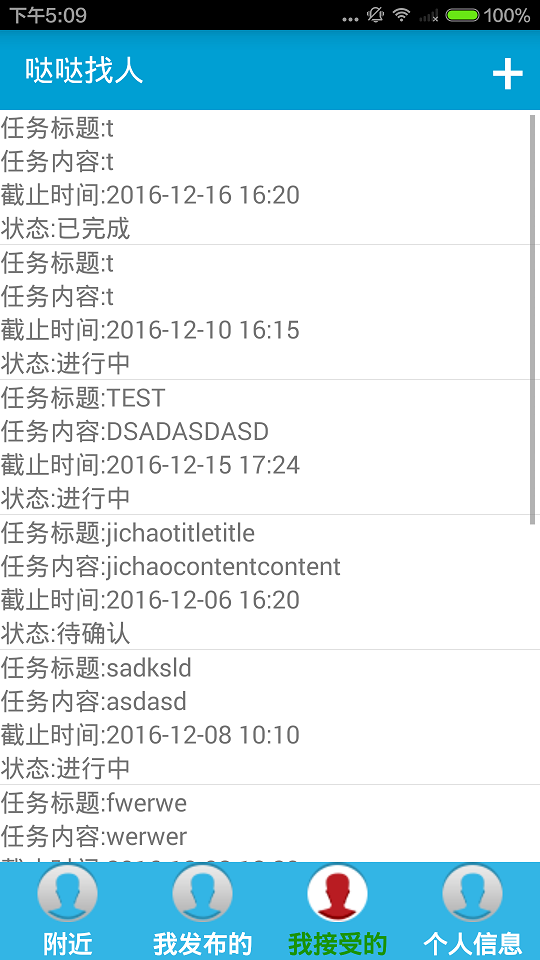 下午5:09
... 100%
哒哒找人
+
任务标题:t
任务内容:t
截止时间:2016-12-16 16:20
状态:已完成
任务标题:t
任务内容:t
截止时间:2016-12-10 16:15
状态:进行中
任务标题:TEST
任务内容:DSADASDASD
截止时间:2016-12-15 17:24
状态:进行中
任务标题:jichaotitletitle
任务内容:jichaocontentcontent
截止时间:2016-12-06 16:20
状态:待确认
任务标题:sadksld
任务内容:asdasd
截止时间:2016-12-08 10:10
状态:进行中
任务标题:fwerwe
任务内容:werwer
附近
我发布的
我接受的
个人信息